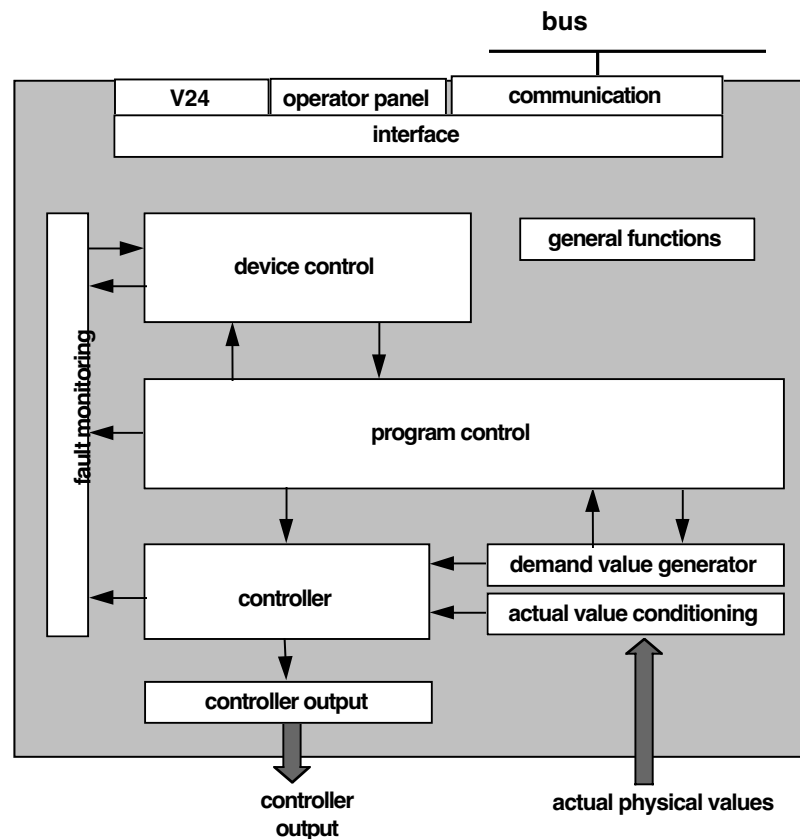 bus
V24
operator panel
communication
interface
general functions
device control
fault monitoring
program control
demand value generator
controller
actual value conditioning
controller output
controller
output
actual physical values